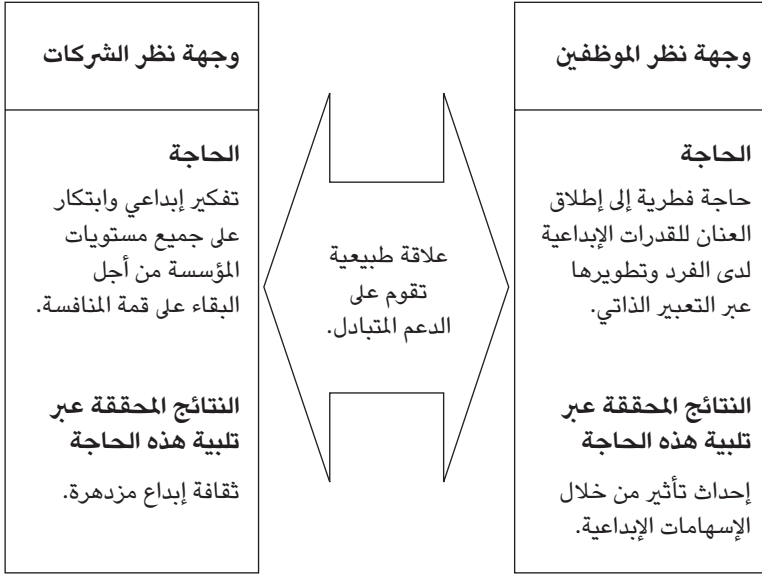 وجهة نظر الموظفين
الحاجة
حاجة فطرية إلى إطلاق
العنان للقدرات الإبداعية
لدى الفرد وتطويرها
عبر التعبير الذاتي.
النتائج المحققة عبر
تلبية هذه الحاجة
إحداث تأثير من خلال
الإسهامات الإبداعية.
علاقة طبيعية
تقوم على
الدعم المتبادل.
وجهة نظر الشركات
الحاجة
تفكير إبداعي وابتكار
على جميع مستويات
المؤسسة من أجل
البقاء على قمة المنافسة.
النتائج المحققة عبر
تلبية هذه الحاجة
ثقافة إبداع مزدهرة.